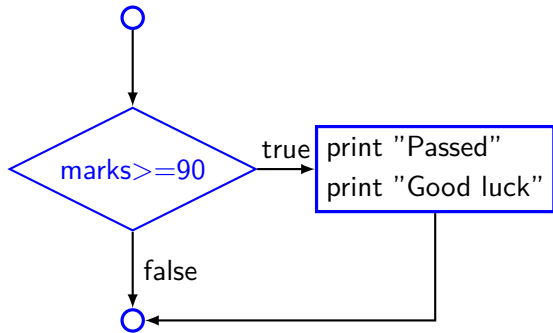 marks>=90
true
print "Passed"
print "Good luck"
false